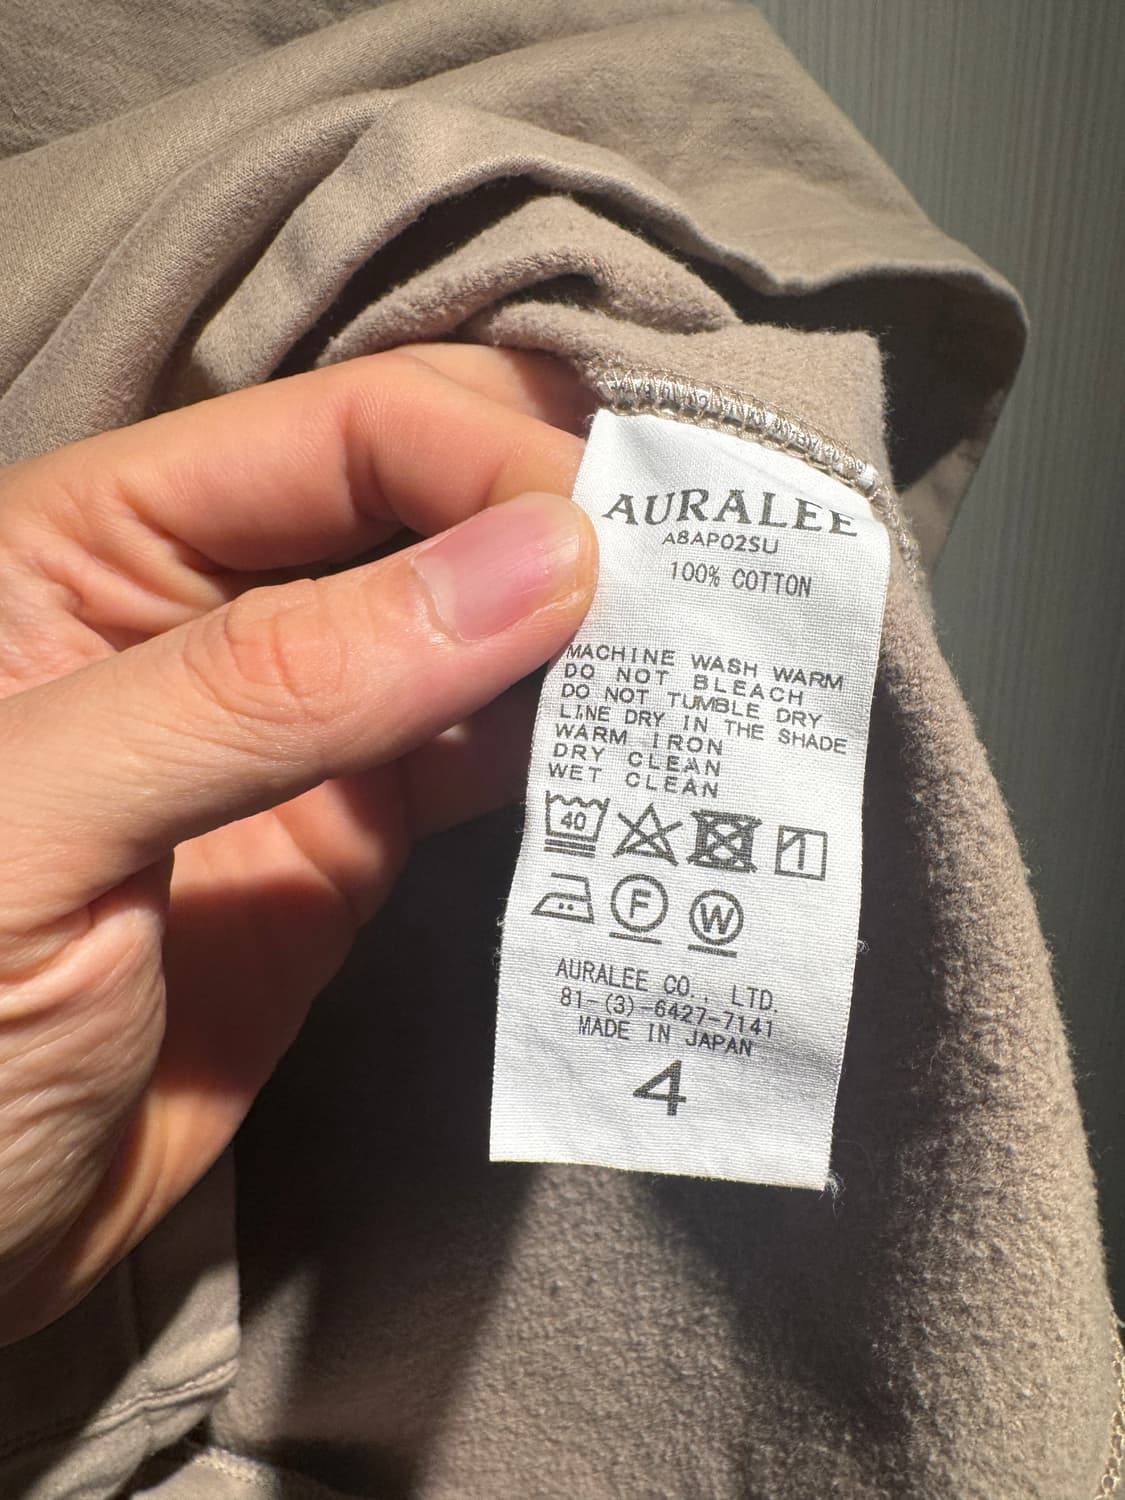 AURALEE
A8AP02SU
100% COTTON
MACHINE WASH WARM
DO NOT BLEACH
DO NOT TUMBLE DRY
LINE DRY IN THE SHADE
WARM IRON
DRY CLEAN
WET CLEAN
40
F
W
AURALEE CO., LTD.
81-(3)-6427-7141
MADE IN JAPAN
4